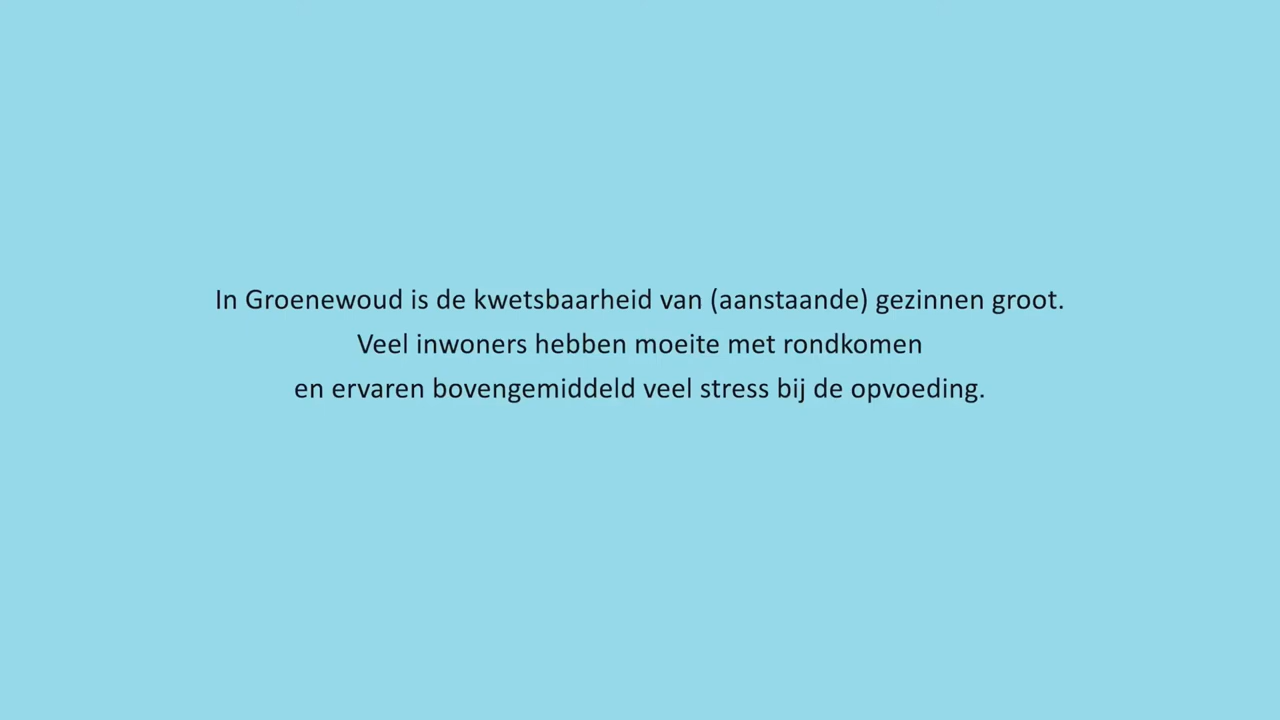 In Groenewoud is de kwetsbaarheid van (aanstaande) gezinnen groot.
Veel inwoners hebben moeite met rondkomen
en ervaren bovengemiddeld veel stress bij de opvoeding.